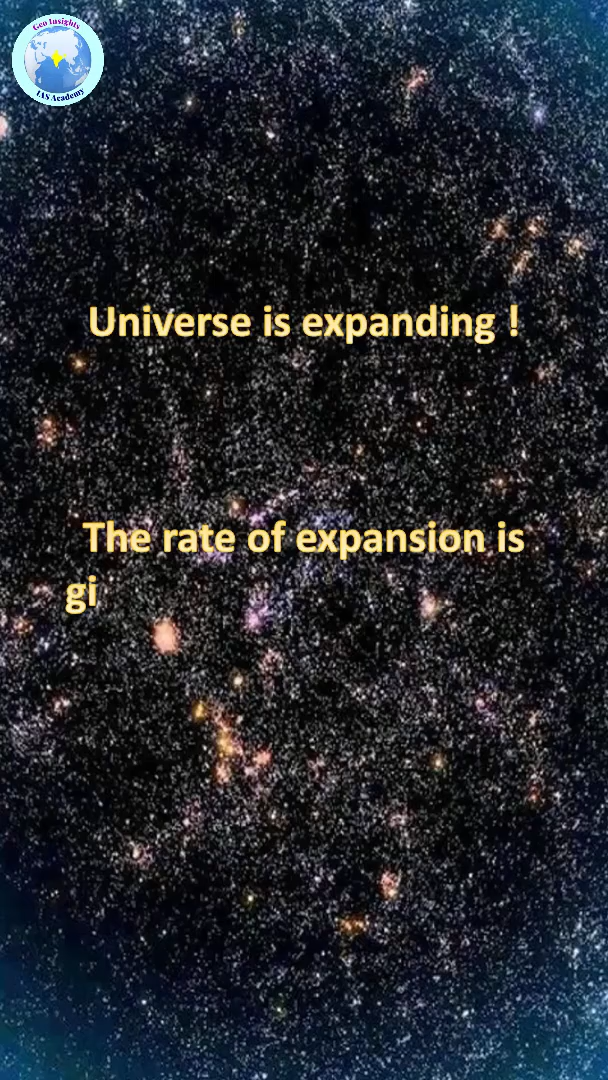 Geo Insights
IAS Academy
Universe is expanding !
The rate of expansion is
gi